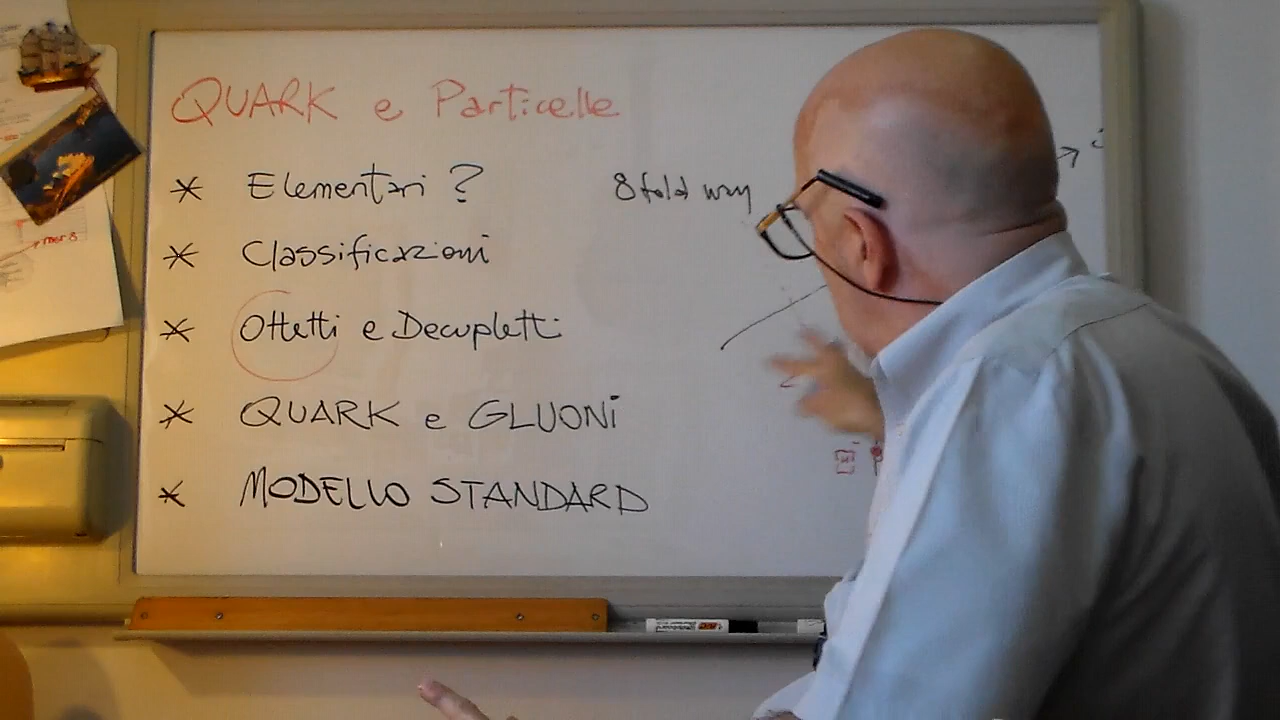 QUARK e Particelle
* Elementari ? 8 fold way
* Classificazioni
* Ottetti e Decupletti
* QUARK e GLUONi
* MODELLO STANDARD